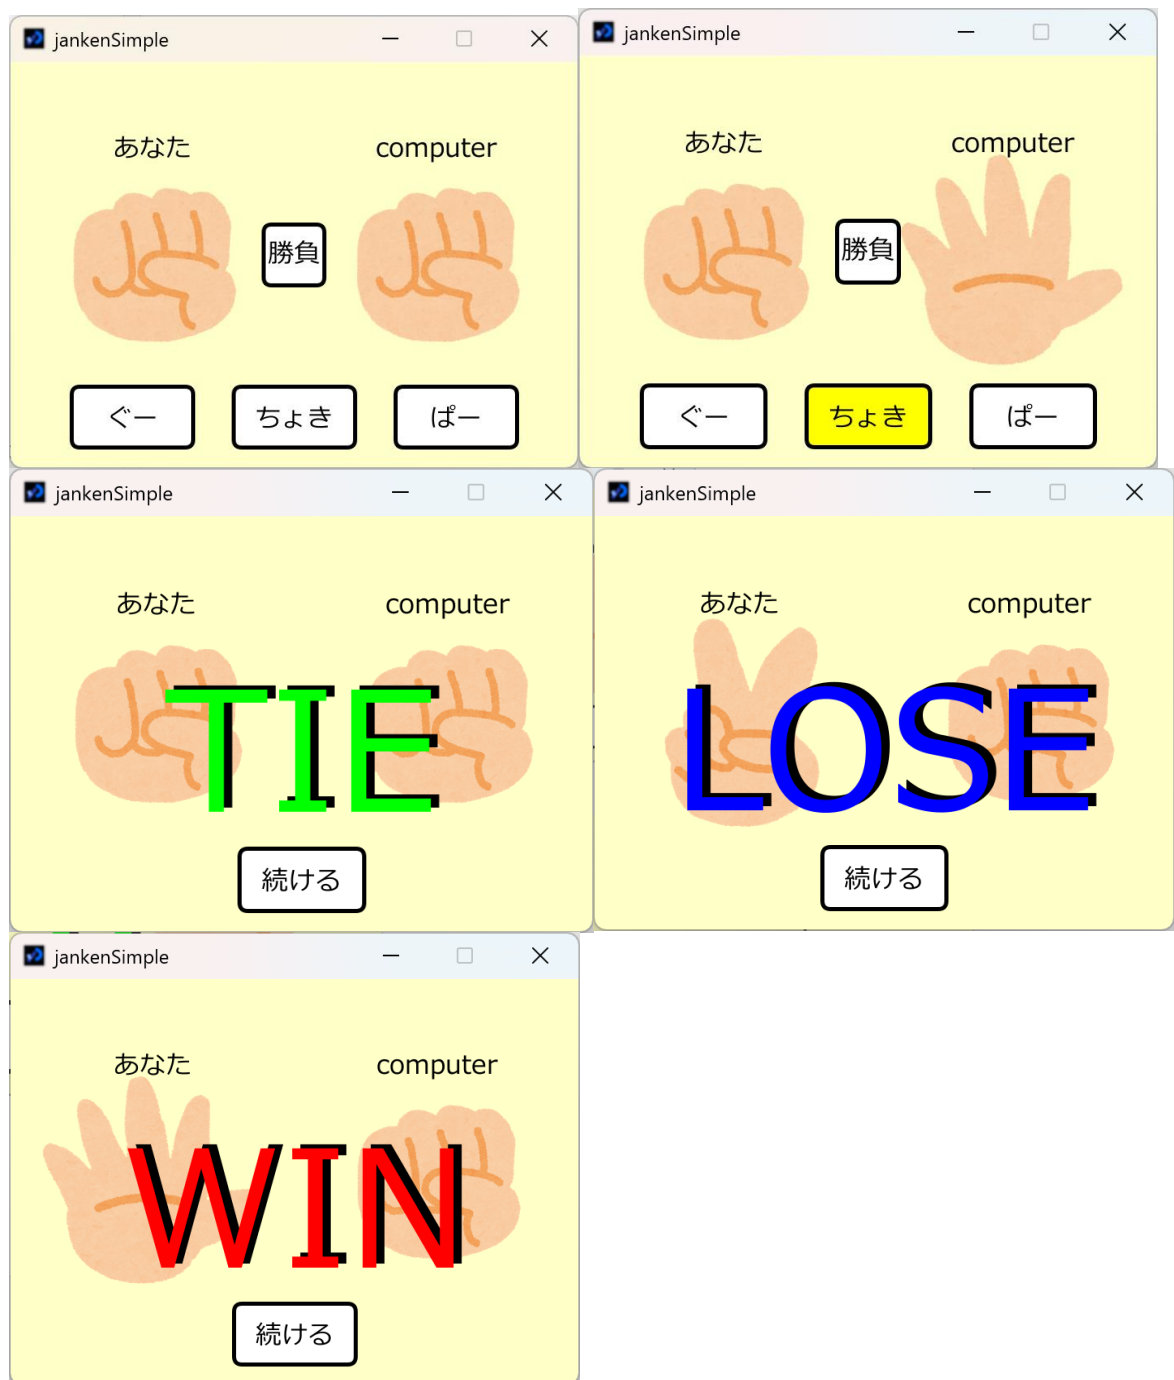 jankenSimple
あなた
computer
勝負
ぐー
ちょき
ぱー
jankenSimple
あなた
computer
勝負
ぐー
ちょき
ぱー
jankenSimple
あなた
computer
TIE
続ける
jankenSimple
あなた
computer
LOSE
続ける
jankenSimple
あなた
computer
WIN
続ける